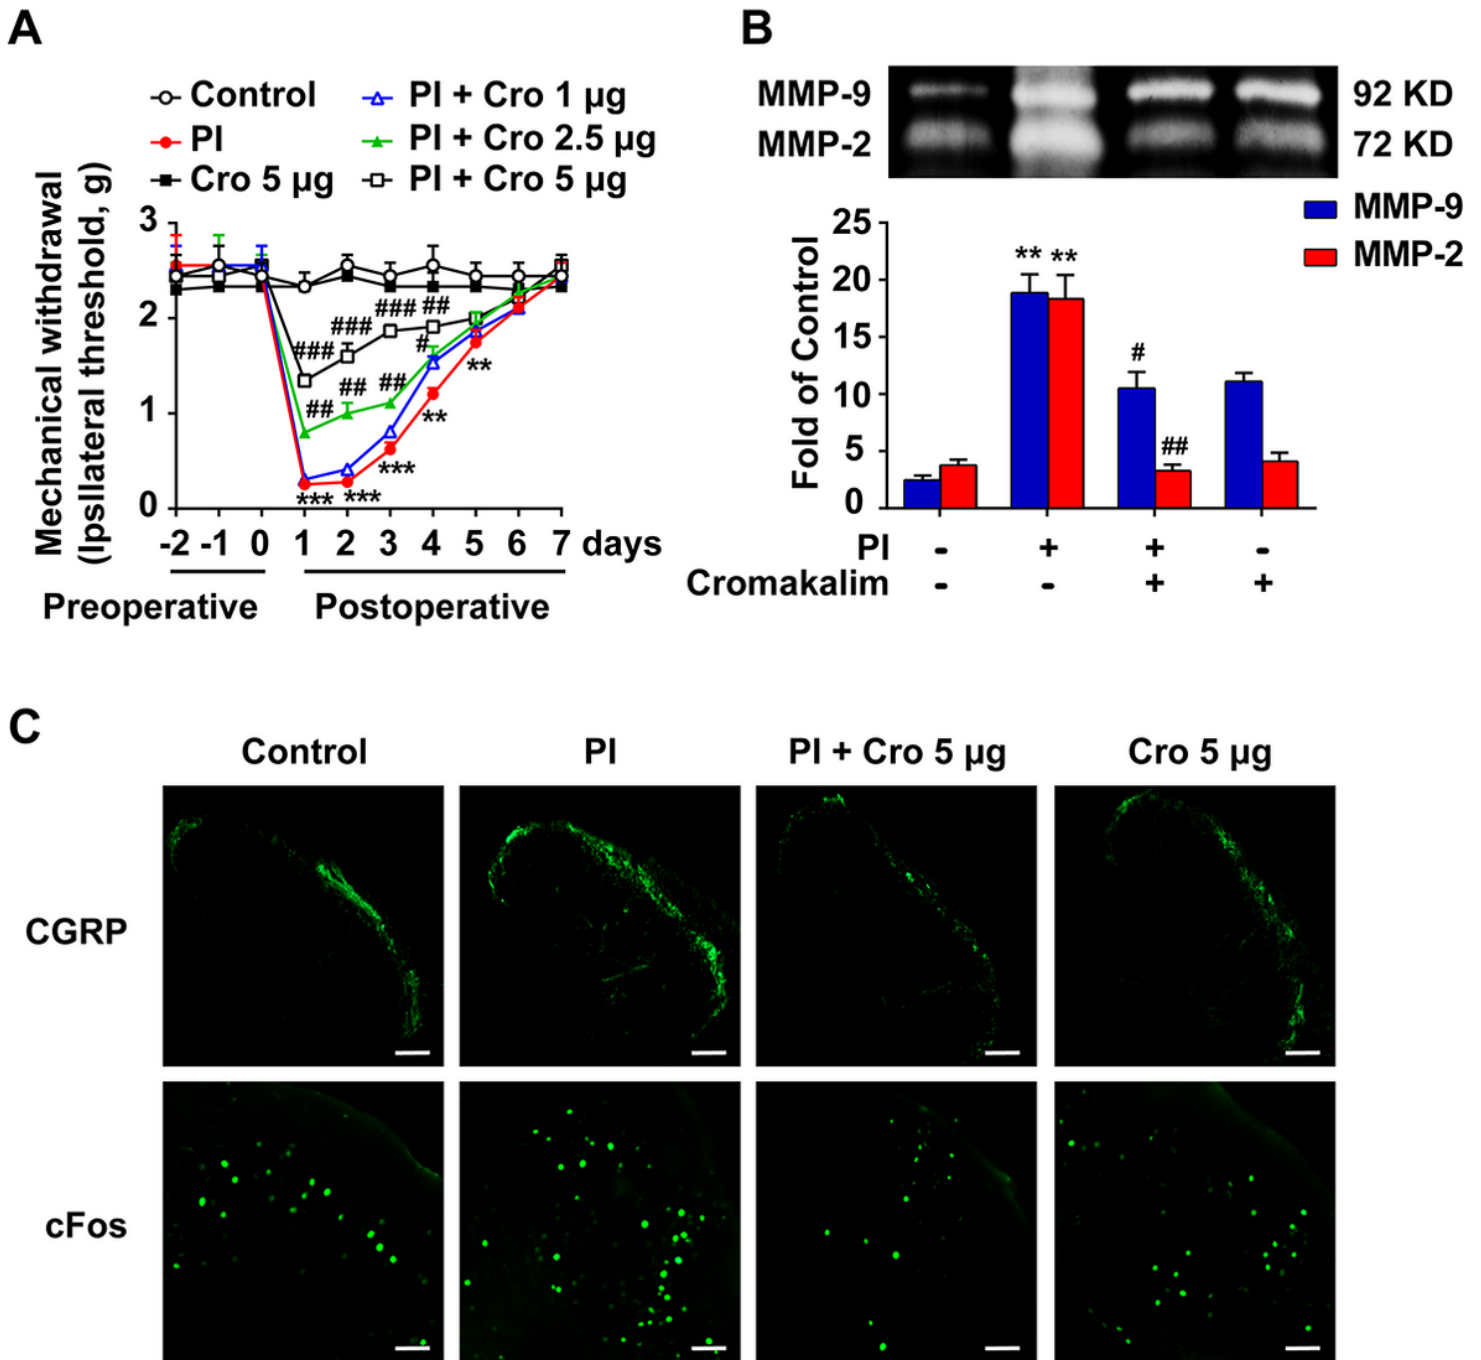 A
Control
PI
Cro 5 µg
PI + Cro 1 µg
PI + Cro 2.5 µg
PI + Cro 5 µg
Mechanical withdrawal
(Ipsllateral threshold, g)
3
2
1
0
###
###
###
##
#
##
##
##
**
**
***
***
***
-2 -1 0 1 2 3 4 5 6 7 days
Preoperative Postoperative
B
MMP-9 92 KD
MMP-2 72 KD
MMP-9
MMP-2
Fold of Control
25
20
15
10
5
0
** **
#
##
PI - + + -
Cromakalim - - + +
C
Control PI PI + Cro 5 µg Cro 5 µg
CGRP
cFos